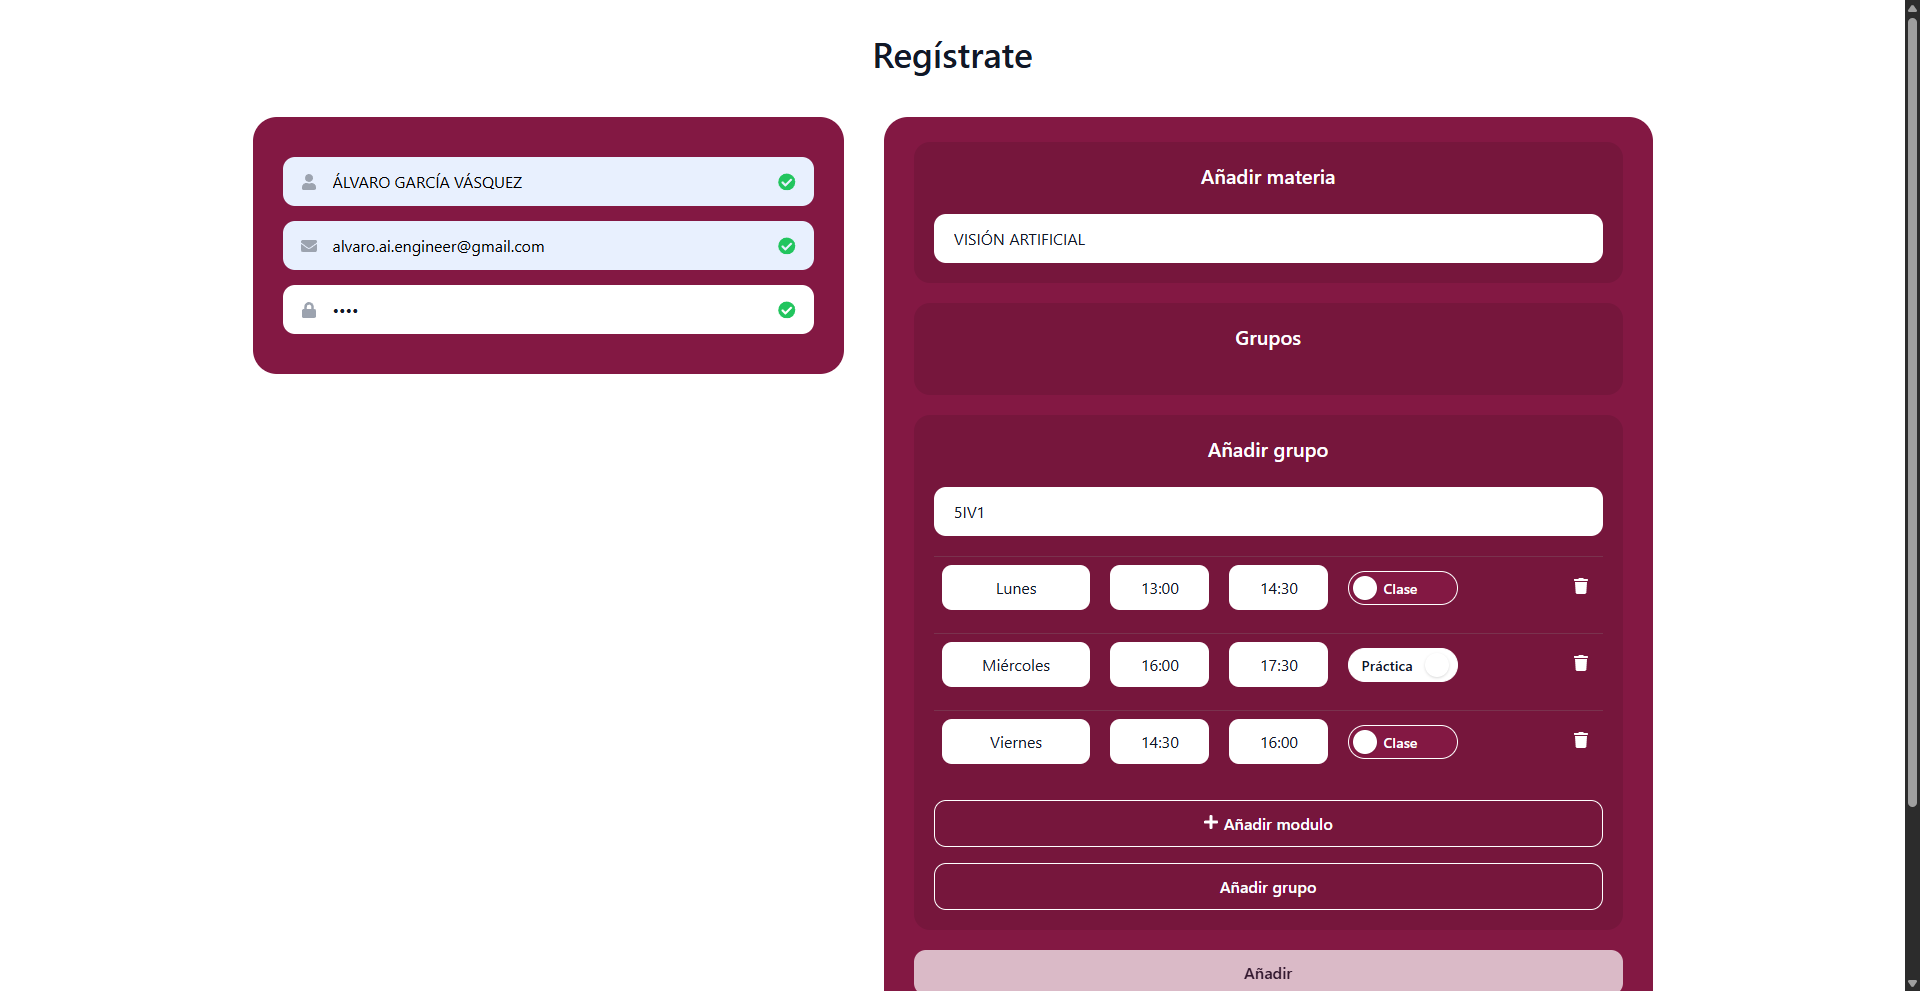 Regístrate
ÁLVARO GARCÍA VÁSQUEZ
alvaro.ai.engineer@gmail.com
••••
Añadir materia
VISIÓN ARTIFICIAL
Grupos
Añadir grupo
5IV1
Lunes 13:00 14:30 Clase
Miércoles 16:00 17:30 Práctica
Viernes 14:30 16:00 Clase
+ Añadir modulo
Añadir grupo
Añadir